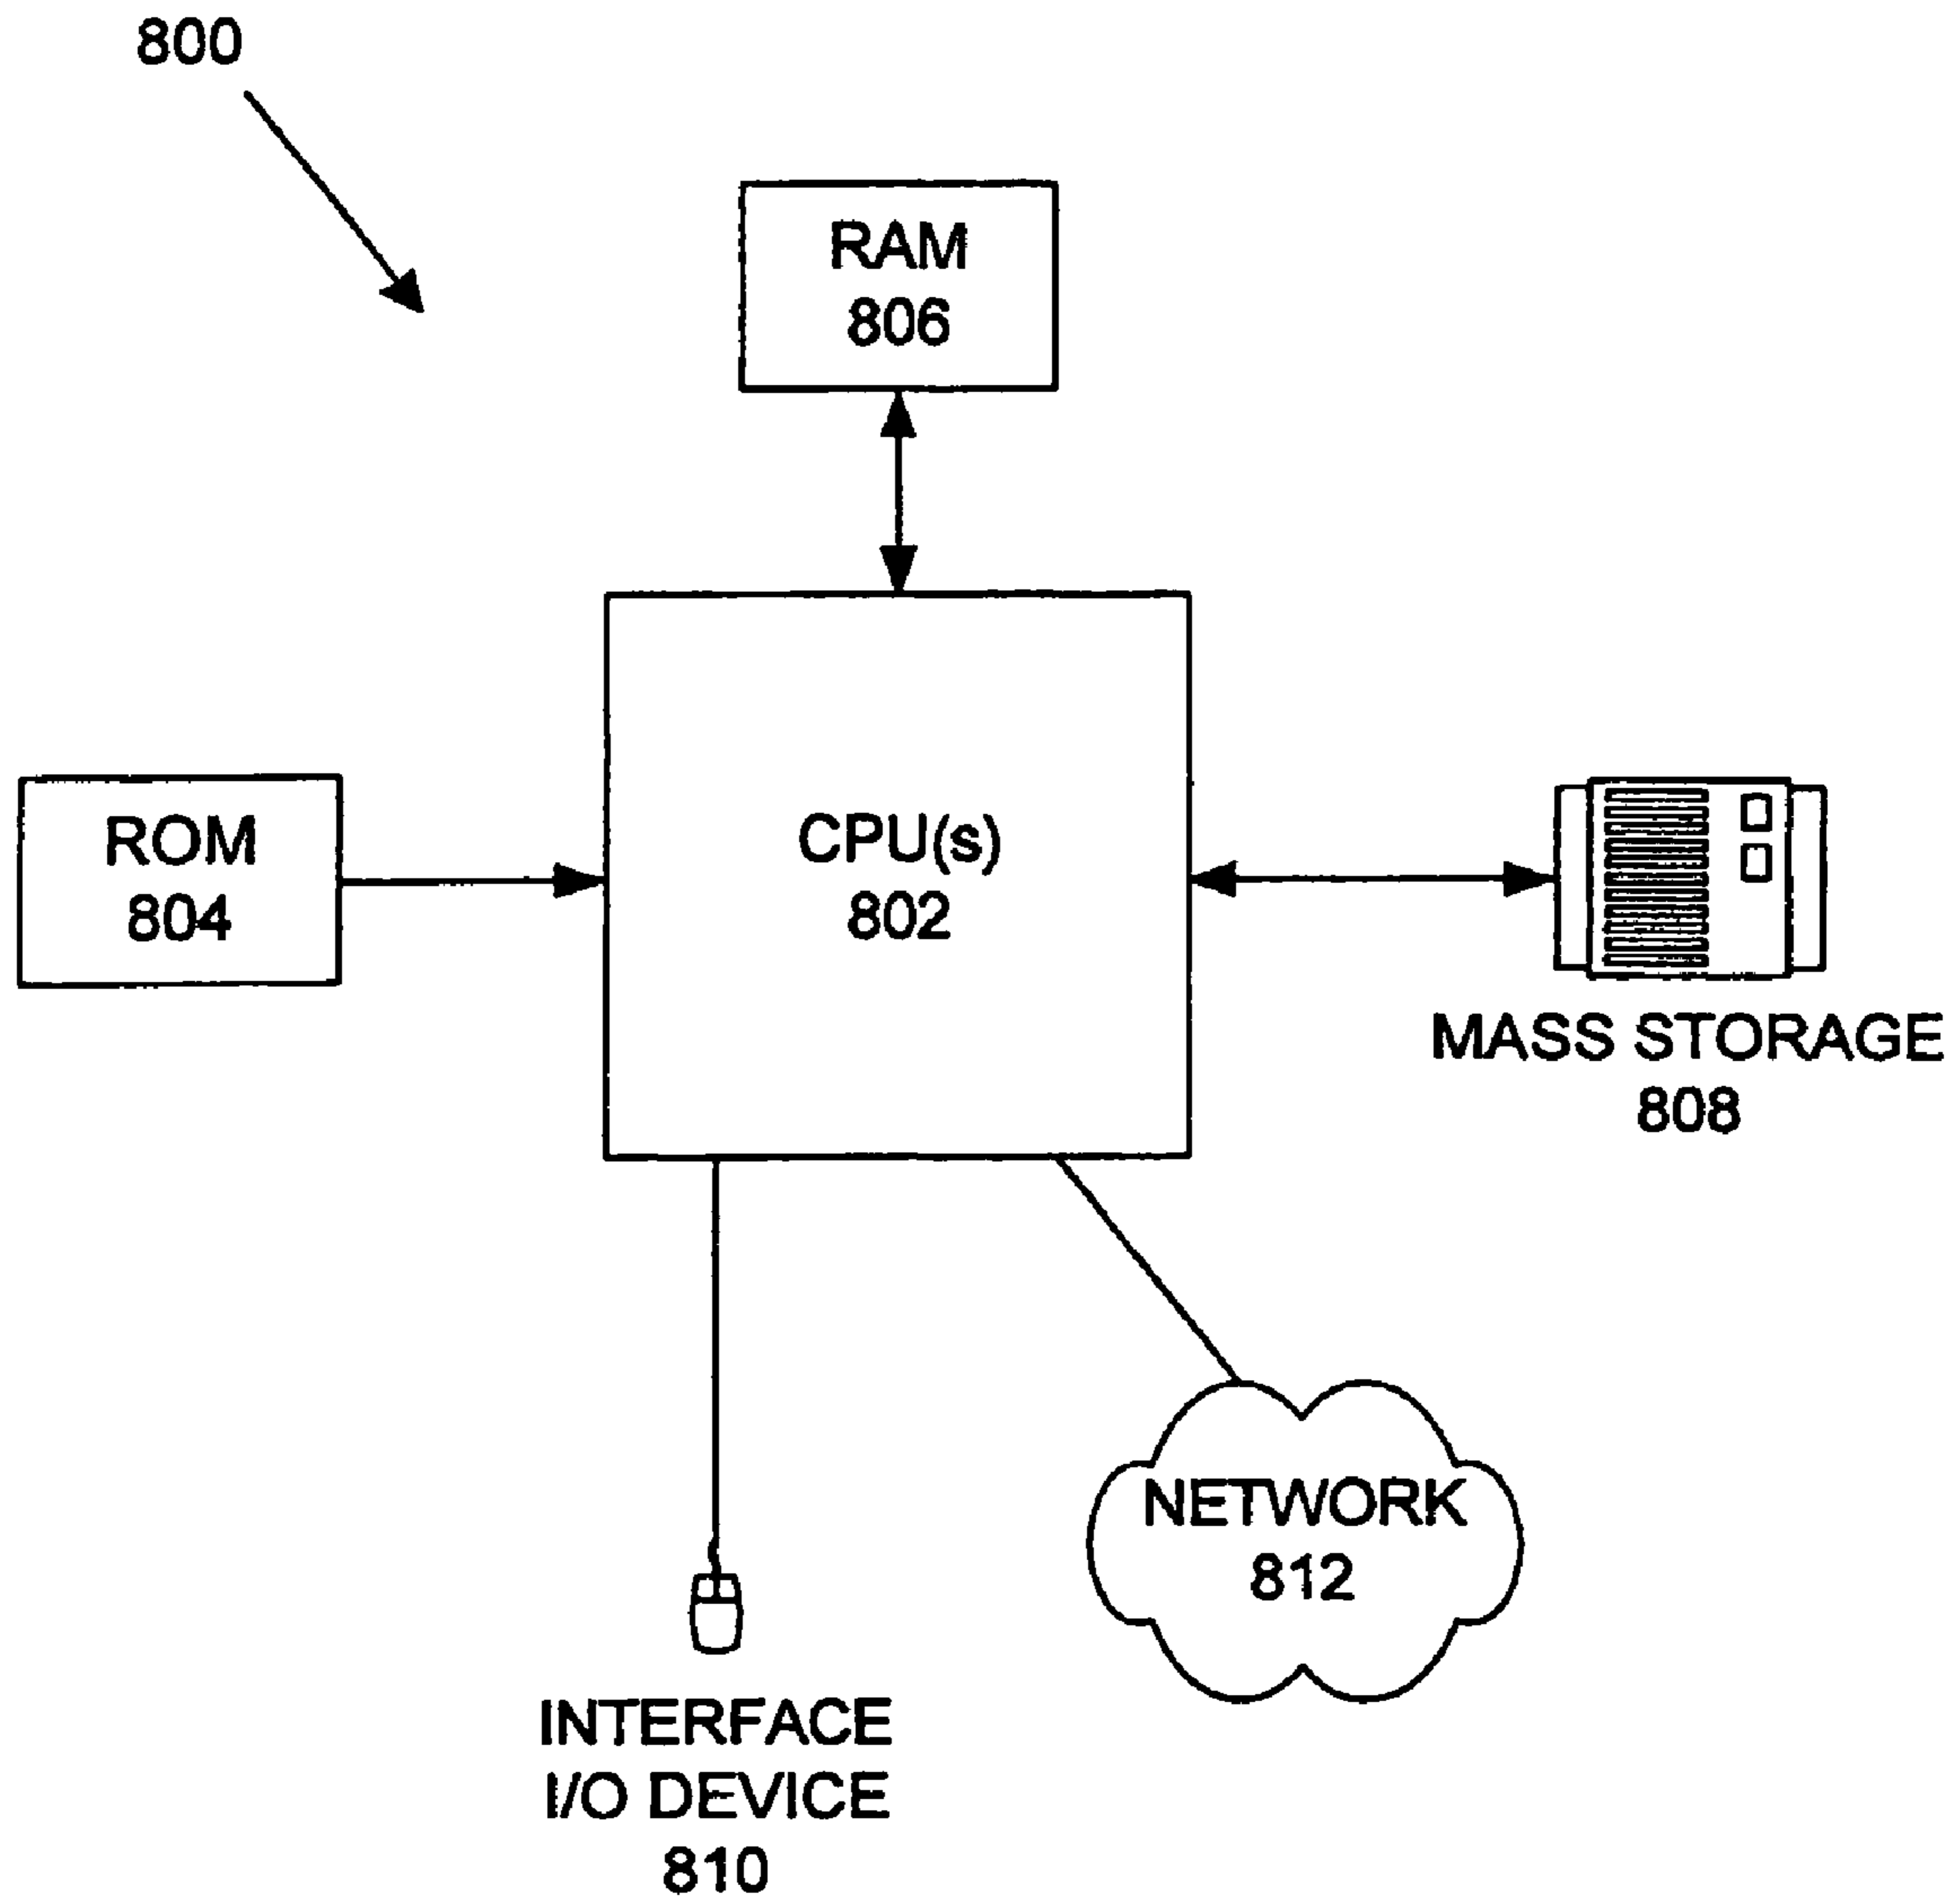 800
RAM
806
ROM
804
CPU(s)
802
MASS STORAGE
808
NETWORK
812
INTERFACE
I/O DEVICE
810